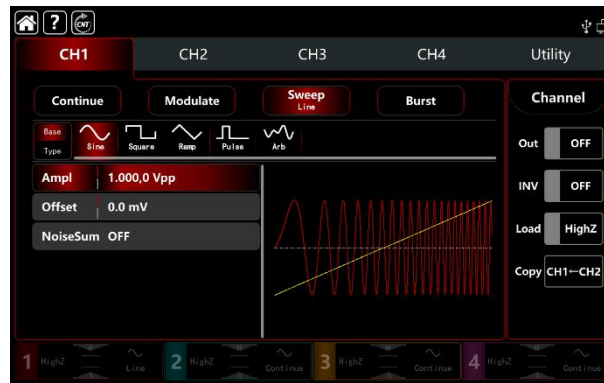 ? CNT
CH1 CH2 CH3 CH4 Utility
Continue Modulate Sweep Burst Channel
Line
Base
Type Sine Square Ramp Pulse Arb
Out OFF
Ampl 1.000,0 Vpp
INV OFF
Offset 0.0 mV
Load HighZ
NoiseSum OFF
Copy CH1←CH2
1 HighZ Line 2 HighZ Continue 3 HighZ Continue 4 HighZ Continue